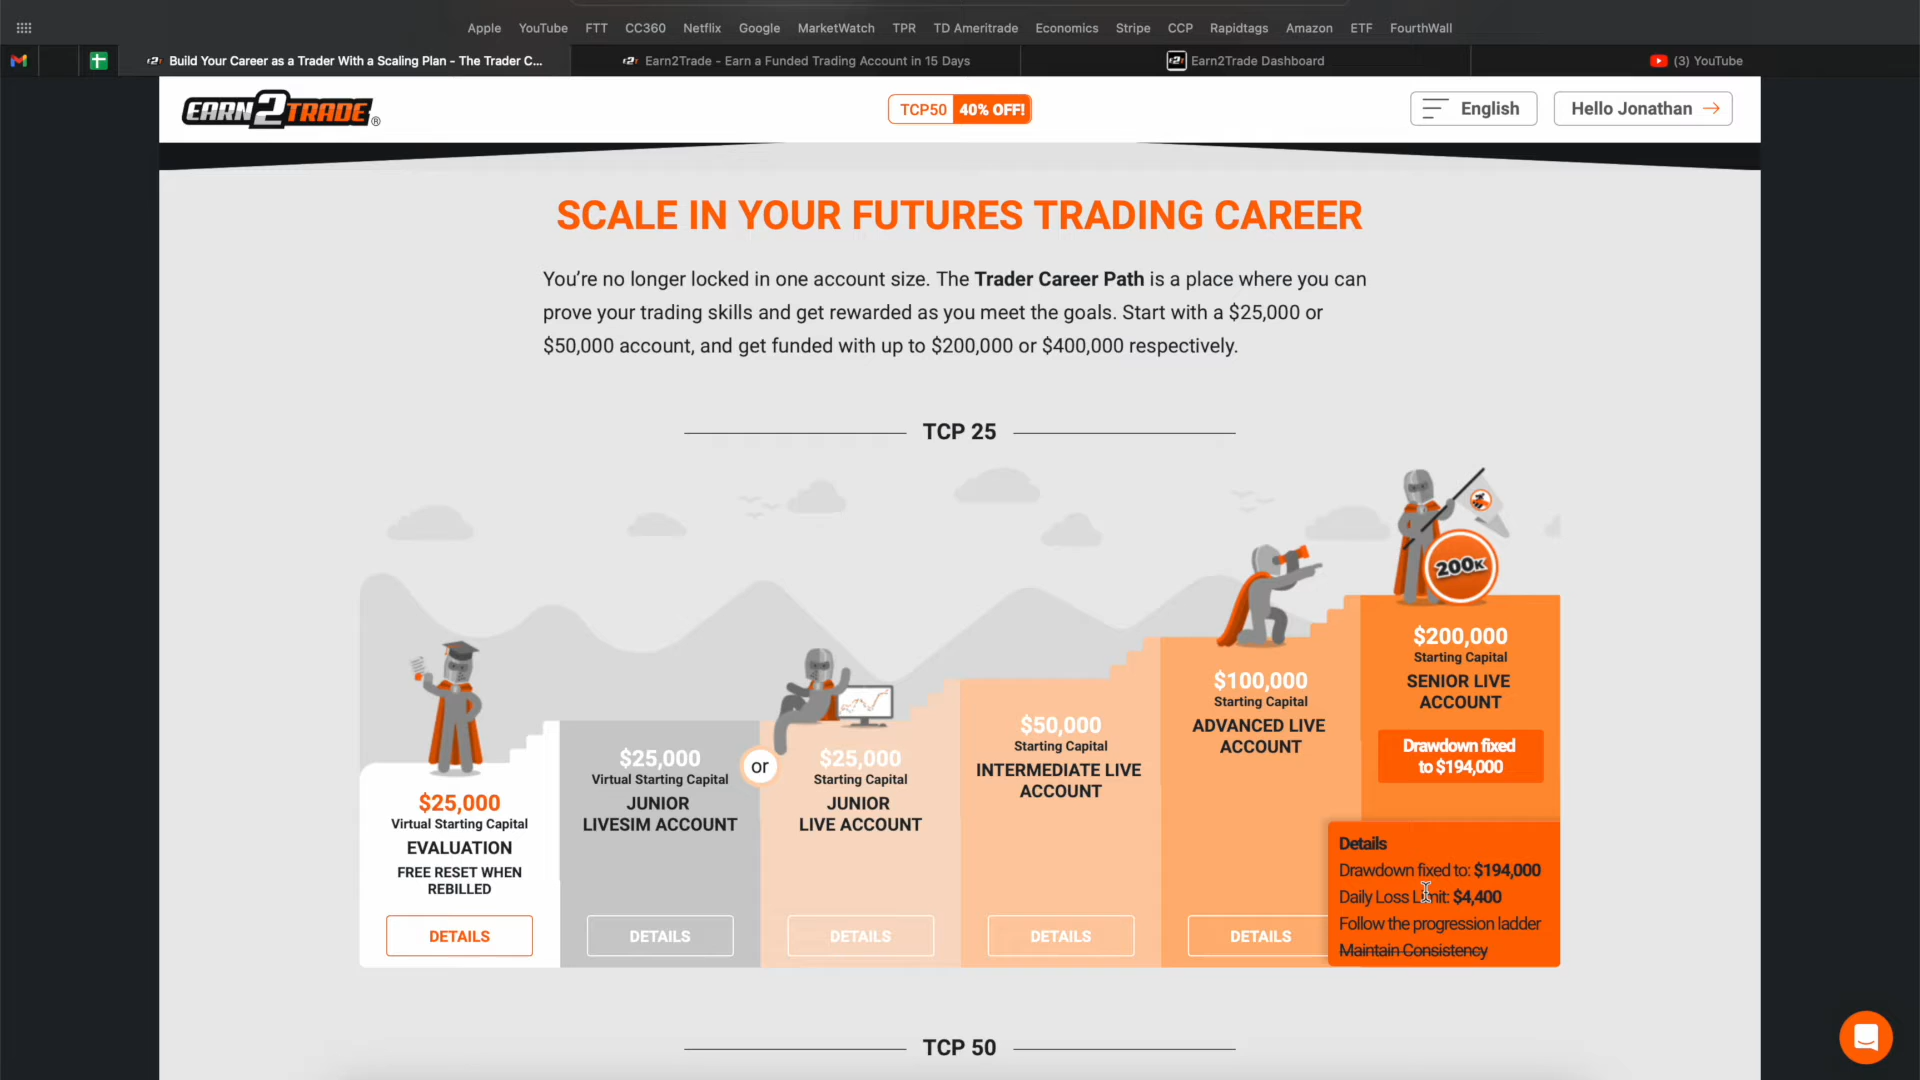 Apple YouTube FTT CC360 Netflix Google MarketWatch TPR TD Ameritrade Economics Stripe CCP Rapidtags Amazon ETF FourthWall
Build Your Career as a Trader With a Scaling Plan - The Trader C...
Earn2Trade - Earn a Funded Trading Account in 15 Days
Earn2Trade Dashboard
(3) YouTube
EARN2TRADE®
TCP50 40% OFF!
English
Hello Jonathan →
SCALE IN YOUR FUTURES TRADING CAREER
You’re no longer locked in one account size. The Trader Career Path is a place where you can
prove your trading skills and get rewarded as you meet the goals. Start with a $25,000 or
$50,000 account, and get funded with up to $200,000 or $400,000 respectively.
TCP 25
$25,000
Virtual Starting Capital
EVALUATION
FREE RESET WHEN
REBILLED
DETAILS
$25,000
Virtual Starting Capital
JUNIOR
LIVESIM ACCOUNT
DETAILS
or
$25,000
Starting Capital
JUNIOR
LIVE ACCOUNT
DETAILS
$50,000
Starting Capital
INTERMEDIATE LIVE
ACCOUNT
DETAILS
$100,000
Starting Capital
ADVANCED LIVE
ACCOUNT
DETAILS
200K
$200,000
Starting Capital
SENIOR LIVE
ACCOUNT
Drawdown fixed
to $194,000
Details
Drawdown fixed to: $194,000
Daily Loss Limit: $4,400
Follow the progression ladder
Maintain Consistency
TCP 50